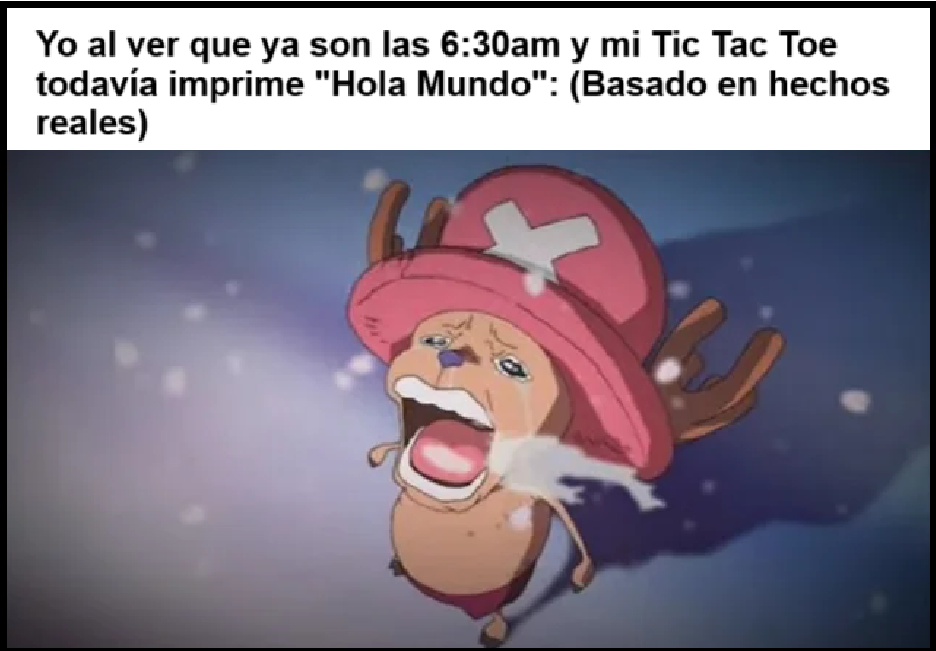 Yo al ver que ya son las 6:30am y mi Tic Tac Toe
todavía imprime "Hola Mundo": (Basado en hechos
reales)